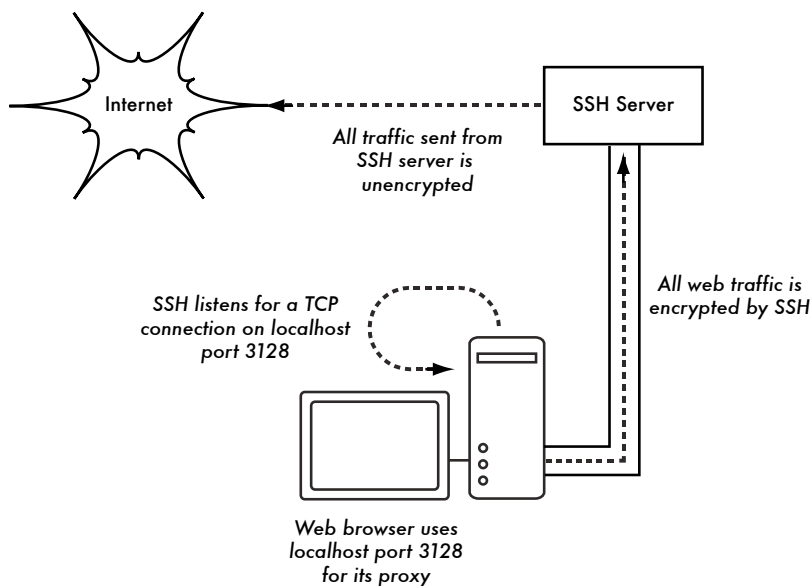 Internet
SSH Server
All traffic sent from
SSH server is
unencrypted
All web traffic is
encrypted by SSH
SSH listens for a TCP
connection on localhost
port 3128
Web browser uses
localhost port 3128
for its proxy